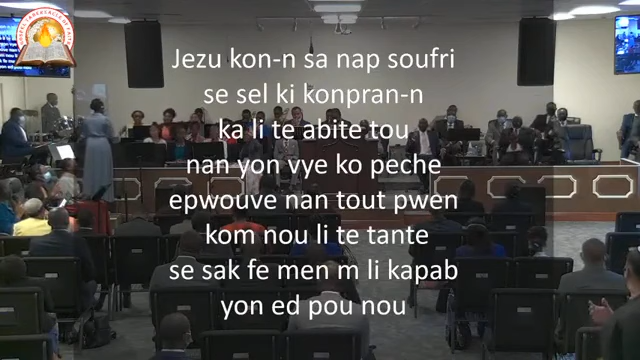 Jezu kon-n sa nap soufri
se sel ki konpran-n
ka li te abite tou
nan yon vye ko peche
epwouve nan tout pwen
kom nou li te tante
se sak fe men m li kapab
yon ed pou nou